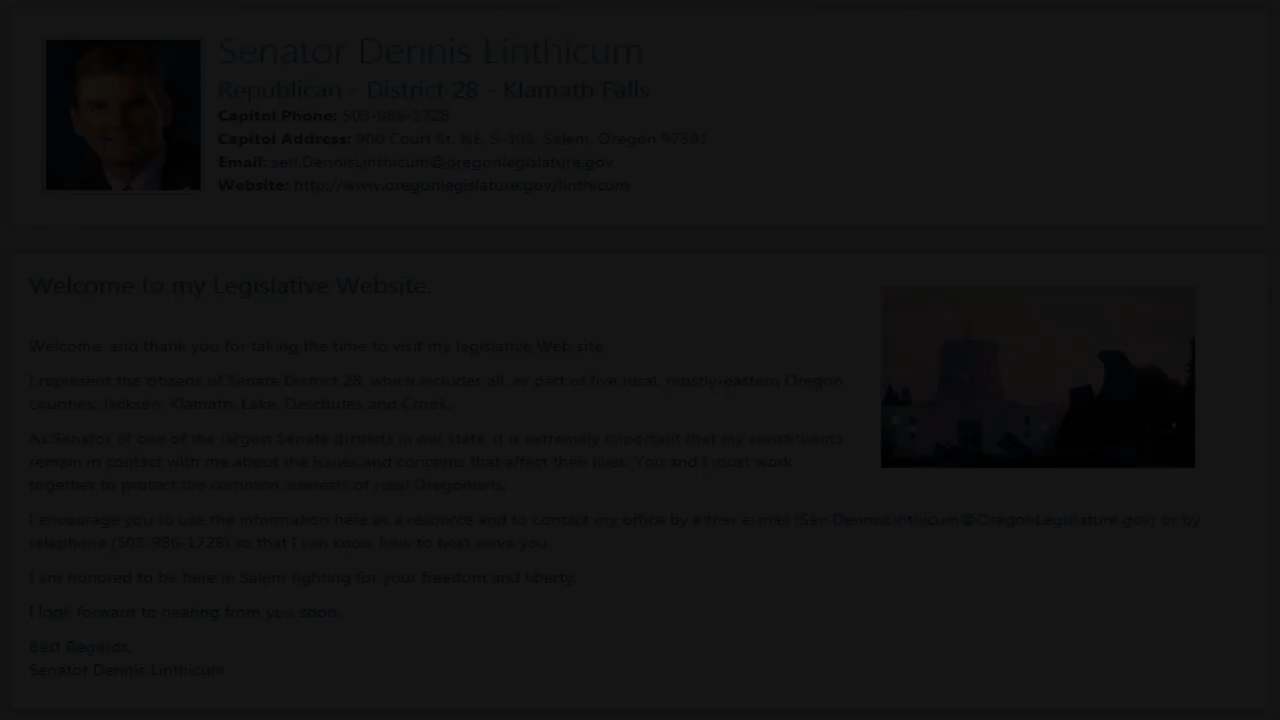 Senator Dennis Linthicum
Republican - District 28 - Klamath Falls
Capitol Phone: 503-986-1728
Capitol Address: 900 Court St. NE, S-305, Salem, Oregon 97301
Email: sen.DennisLinthicum@oregonlegislature.gov
Website: http://www.oregonlegislature.gov/linthicum
Welcome to my Legislative Website.
Welcome, and thank you for taking the time to visit my legislative Web site.
I represent the citizens of Senate District 28, which includes all, or part of five rural, mostly-eastern Oregon
counties: Jackson, Klamath, Lake, Deschutes and Crook.
As Senator of one of the largest Senate districts in our state, it is extremely important that my constituents
remain in contact with me about the issues and concerns that affect their lives. You and I must work
together to protect the common interests of rural Oregonians.
I encourage you to use the information here as a resource and to contact my office by either e-mail (Sen.DennisLinthicum@OregonLegislature.gov) or by
telephone (503-986-1728) so that I can know how to best serve you.
I am honored to be here in Salem fighting for your freedom and liberty.
I look forward to hearing from you soon.
Best Regards,
Senator Dennis Linthicum